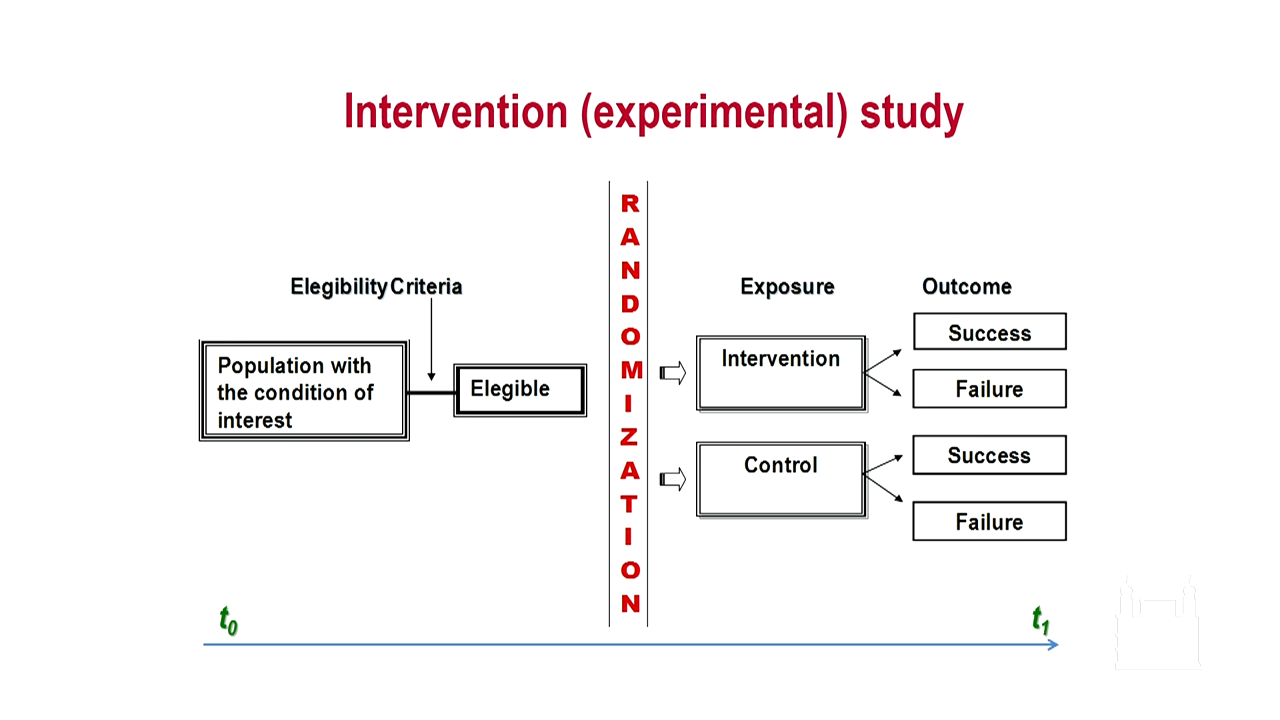 Intervention (experimental) study
Elegibility Criteria
Population with
the condition of
interest
Elegible
R
A
N
D
O
M
I
Z
A
T
I
O
N
Exposure
Outcome
Intervention
Success
Failure
Control
Success
Failure
t0
t1